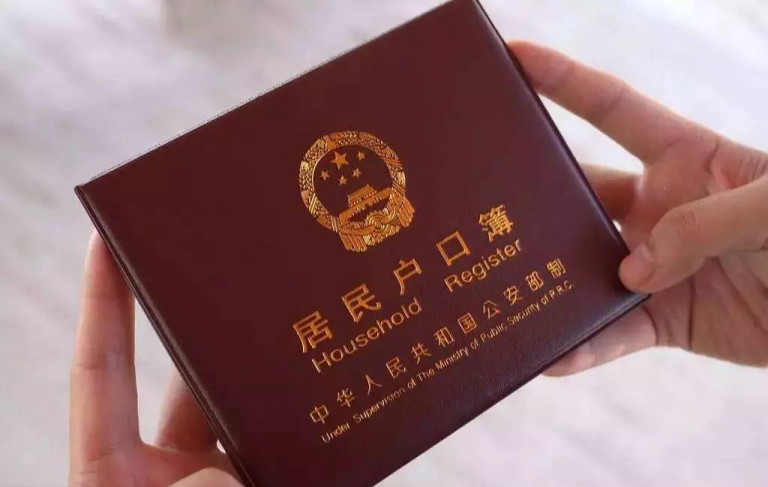 居民户口簿
Household Register
中华人民共和国公安部制
Under Supervision of The Ministry of Public Security of P.R.C.